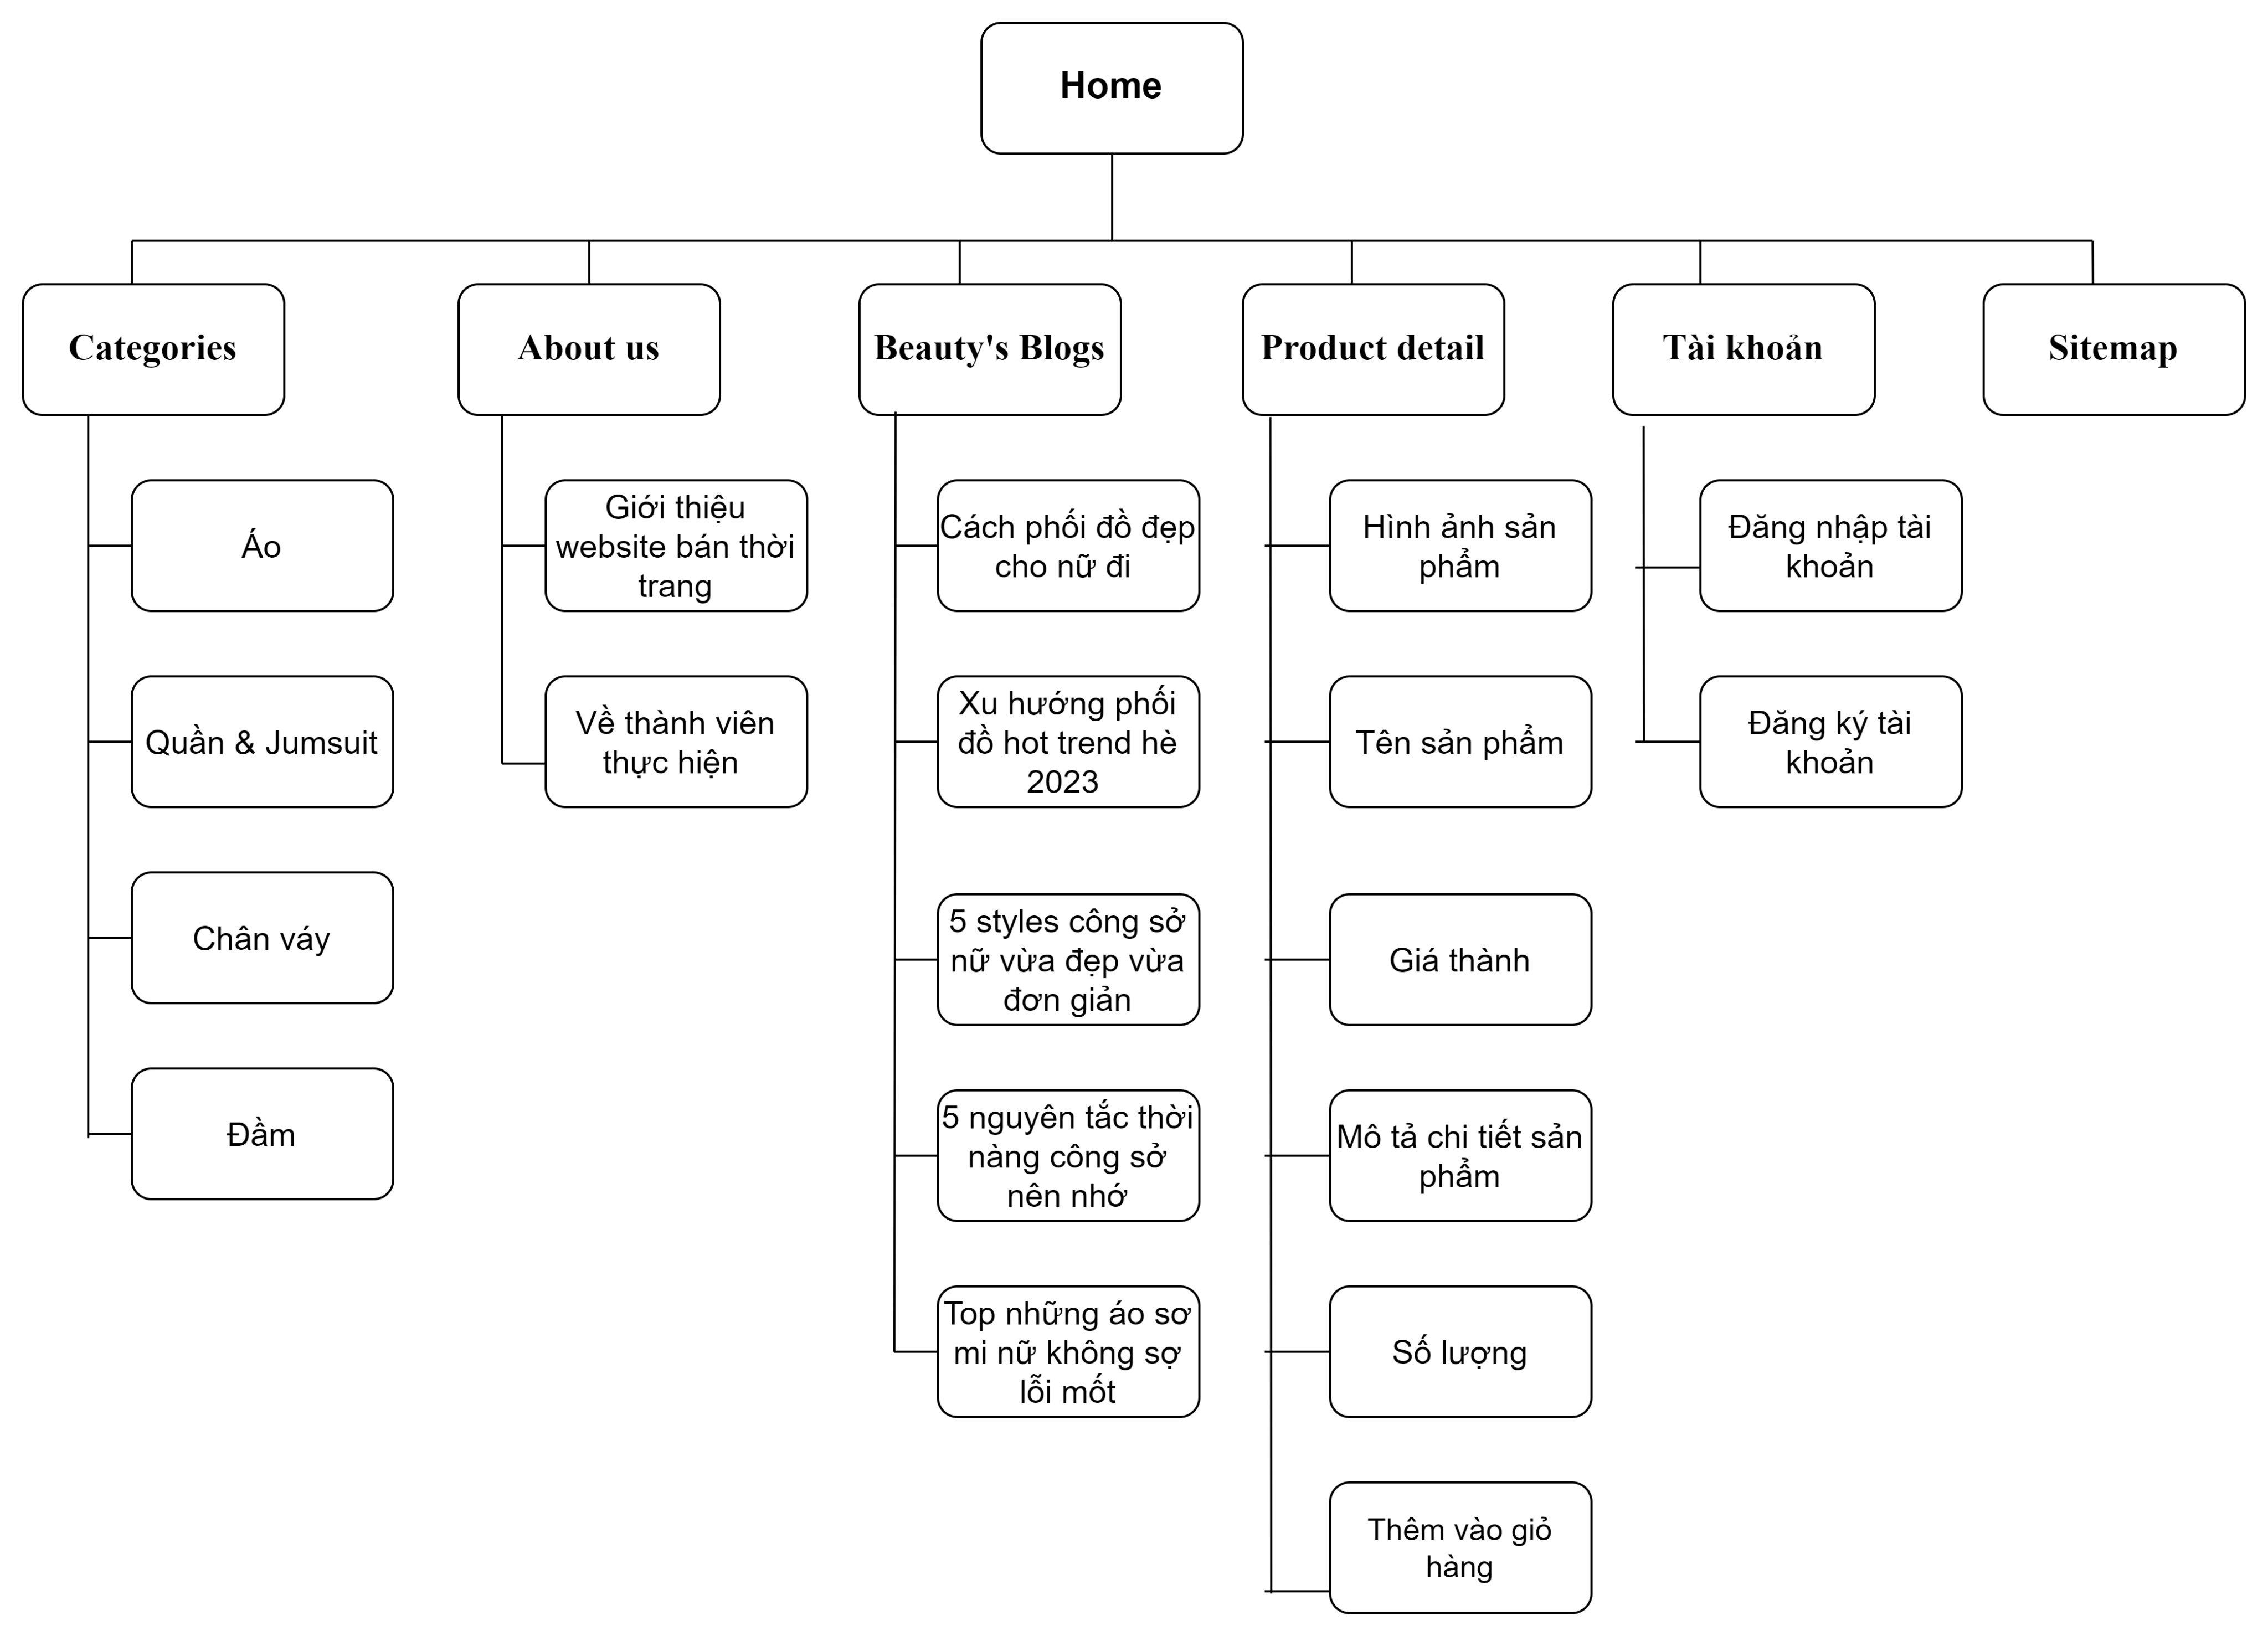 Home
Categories
About us
Beauty's Blogs
Product detail
Tài khoản
Sitemap
Áo
Quần & Jumsuit
Chân váy
Đầm
Giới thiệu
website bán thời
trang
Về thành viên
thực hiện
Cách phối đồ đẹp
cho nữ đi
Xu hướng phối
đồ hot trend hè
2023
5 styles công sở
nữ vừa đẹp vừa
đơn giản
5 nguyên tắc thời
nàng công sở
nên nhớ
Top những áo sơ
mi nữ không sợ
lỗi mốt
Hình ảnh sản
phẩm
Tên sản phẩm
Giá thành
Mô tả chi tiết sản
phẩm
Số lượng
Thêm vào giỏ
hàng
Đăng nhập tài
khoản
Đăng ký tài
khoản